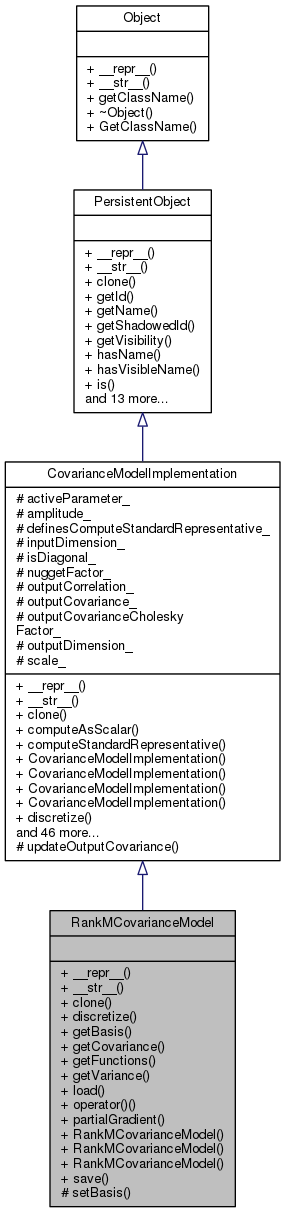 Object
+ __repr__()
+ __str__()
+ getClassName()
+ ~Object()
+ GetClassName()
PersistentObject
+ __repr__()
+ __str__()
+ clone()
+ getId()
+ getName()
+ getShadowedId()
+ getVisibility()
+ hasName()
+ hasVisibleName()
+ is()
and 13 more...
CovarianceModelImplementation
# activeParameter_
# amplitude_
# definesComputeStandardRepresentative_
# inputDimension_
# isDiagonal_
# nuggetFactor_
# outputCorrelation_
# outputCovariance_
# outputCovarianceCholesky
Factor_
# outputDimension_
# scale_
+ __repr__()
+ __str__()
+ clone()
+ computeAsScalar()
+ computeStandardRepresentative()
+ CovarianceModelImplementation()
+ CovarianceModelImplementation()
+ CovarianceModelImplementation()
+ CovarianceModelImplementation()
+ discretize()
and 46 more...
# updateOutputCovariance()
RankMCovarianceModel
+ __repr__()
+ __str__()
+ clone()
+ discretize()
+ getBasis()
+ getCovariance()
+ getFunctions()
+ getVariance()
+ load()
+ operator()()
+ partialGradient()
+ RankMCovarianceModel()
+ RankMCovarianceModel()
+ RankMCovarianceModel()
+ save()
# setBasis()